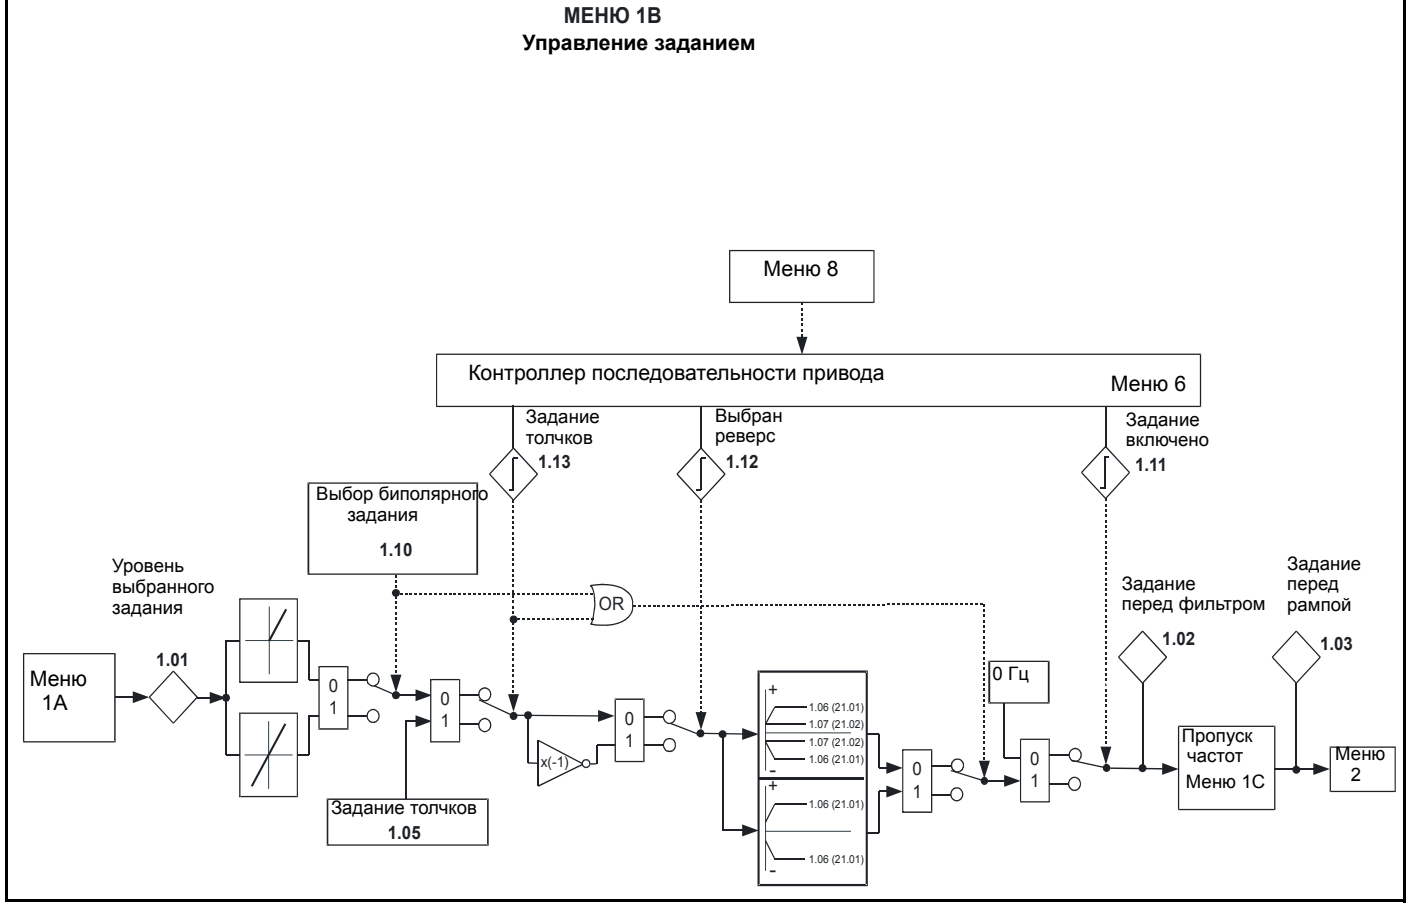 МЕНЮ 1В
Управление заданием
Меню 8
Контроллер последовательности привода
Меню 6
Задание
толчков
1.13
Выбран
реверс
1.12
Задание
включено
1.11
Выбор биполярного
задания
1.10
Уровень
выбранного
задания
1.01
OR
Задание
перед фильтром
1.02
Задание
перед
рампой
1.03
Меню
1А
0
1
0
1
Задание толчков
1.05
x(-1)
0
1
+
1.06 (21.01)
1.07 (21.02)
1.07 (21.02)
1.06 (21.01)
-
+
1.06 (21.01)
1.06 (21.01)
-
0
1
0 Гц
0
1
Пропуск
частот
Меню 1С
Меню
2